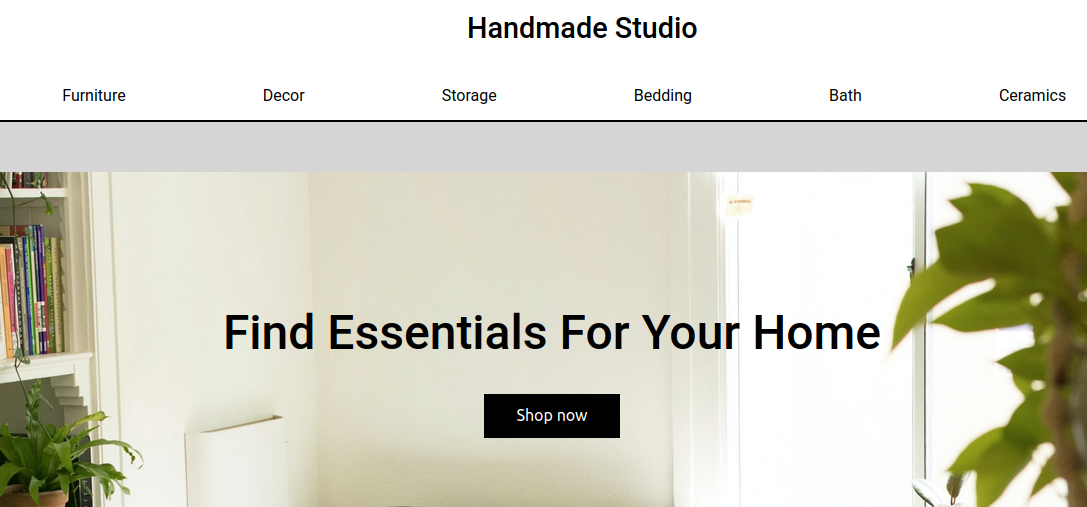 Handmade Studio
Furniture Decor Storage Bedding Bath Ceramics
Find Essentials For Your Home
Shop now